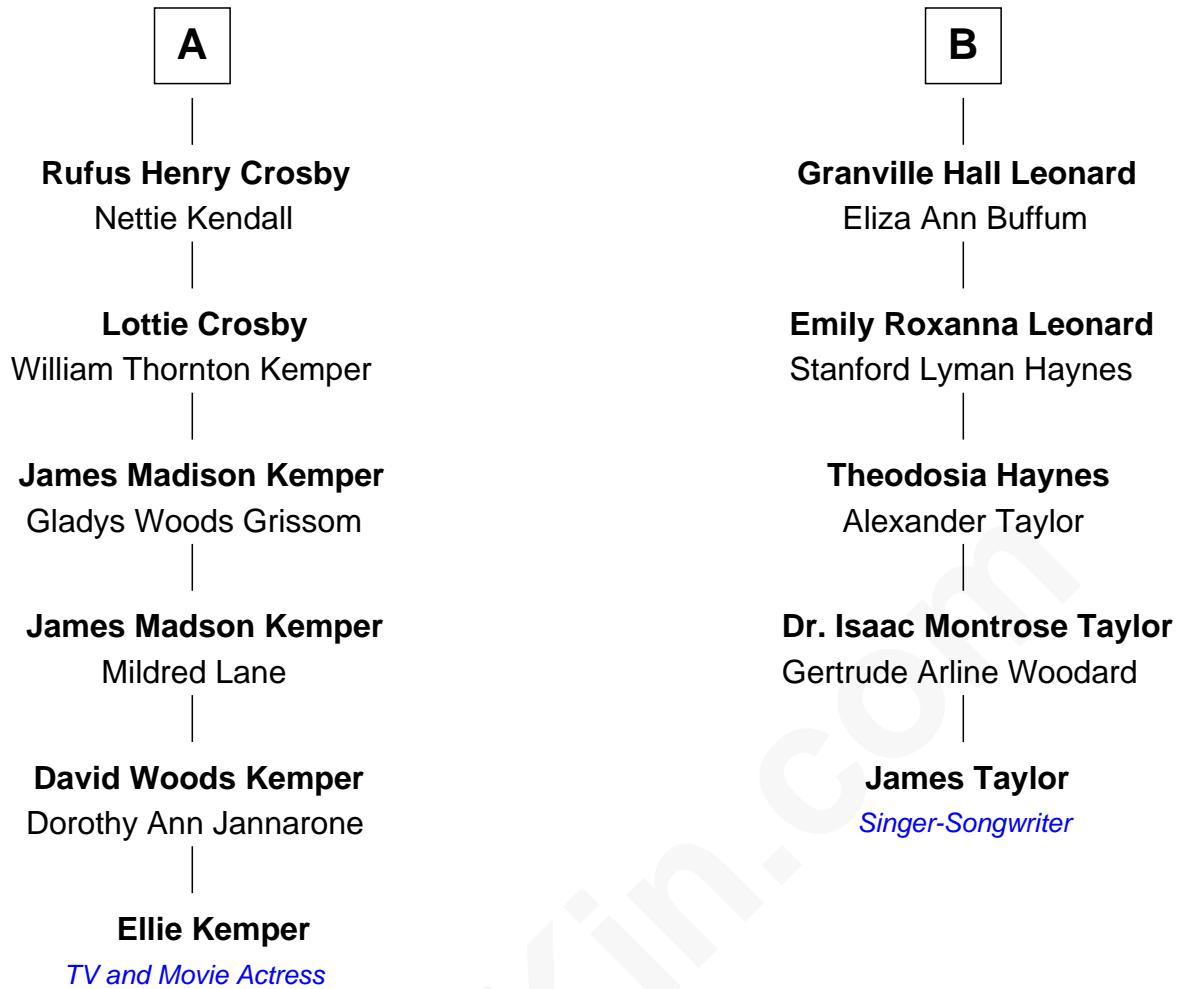 A
B
Rufus Henry Crosby
Nettie Kendall
Granville Hall Leonard
Eliza Ann Buffum
Lottie Crosby
William Thornton Kemper
Emily Roxanna Leonard
Stanford Lyman Haynes
James Madison Kemper
Gladys Woods Grissom
Theodosia Haynes
Alexander Taylor
James Madson Kemper
Mildred Lane
Dr. Isaac Montrose Taylor
Gertrude Arline Woodard
David Woods Kemper
Dorothy Ann Jannarone
James Taylor
Singer-Songwriter
Ellie Kemper
TV and Movie Actress